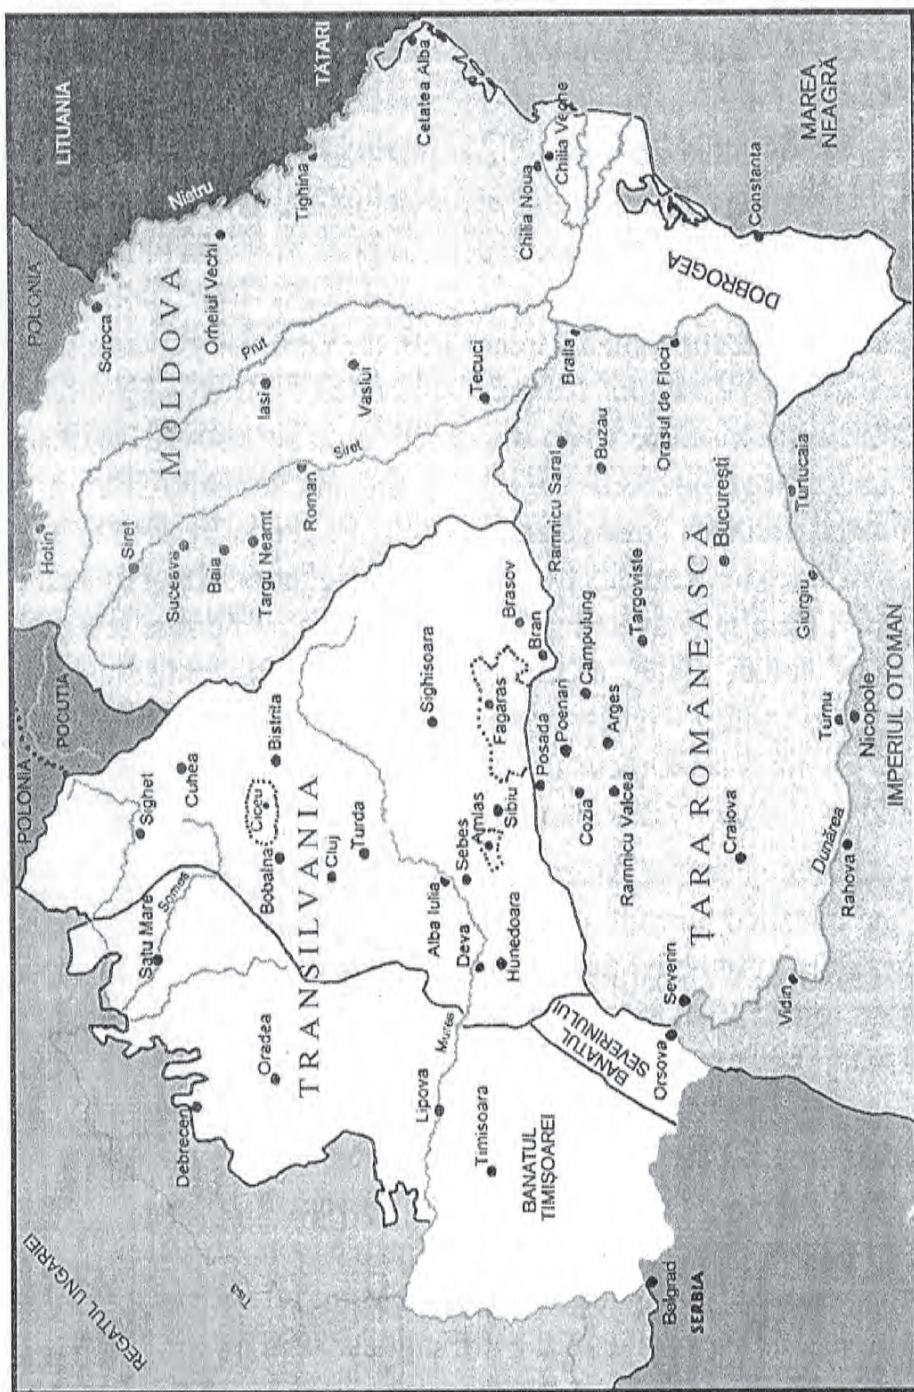 REGATUL UNGARIEI
Tisa
POLONIA
POCUTIA
POLONIA
LITUANIA
TĂTARI
Nistru
Hotin
Soroca
Orheiul Vechi
Tighina
Cetatea Alba
MOLDOVA
Siret
Suceava
Baia
Targu Neamt
Roman
Iasi
Prut
Vaslui
Siret
Tecuci
Chilia Noua
Chilia Veche
MAREA
NEAGRĂ
Sighet
Cuhea
Satu Mare
Somes
Debrecen
Oradea
Bobalna
Ciceu
Bistrita
Cluj
Turda
TRANSILVANIA
Sighisoara
Alba Iulia
Sebes
Amlas
Sibiu
Fagaras
Brasov
Bran
Deva
Hunedoara
Mures
Lipova
Timisoara
BANATUL
TIMIȘOAREI
BANATUL
SEVERINULUI
Orsova
Severin
Belgrad
SERBIA
Posada
Poenari
Cozia
Arges
Campulung
Ramnicu Valcea
Targoviste
Ramnicu Sarat
Buzau
Braila
Orasul de Floci
DOBROGEA
Constanta
TARA ROMÂNEASCĂ
Craiova
București
Vidin
Dunărea
Rahova
Turnu
Nicopole
Giurgiu
Turtucaia
IMPERIUL OTOMAN